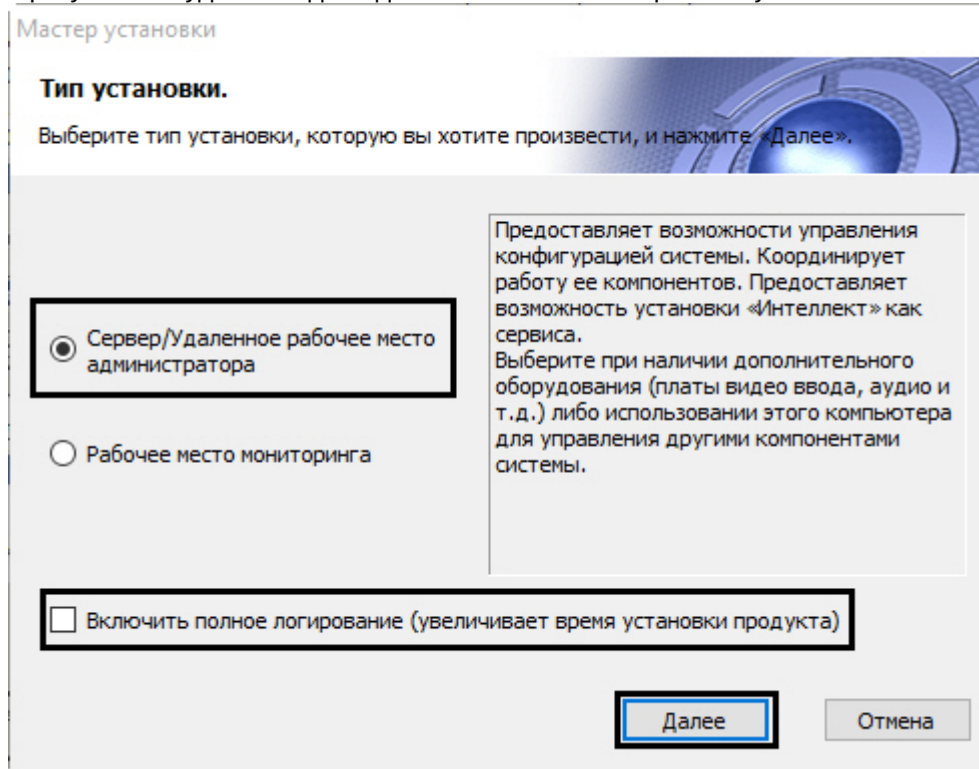 Мастер установки
Тип установки.
Выберите тип установки, которую вы хотите произвести, и нажмите «Далее».
Предоставляет возможности управления
конфигурацией системы. Координирует
работу ее компонентов. Предоставляет
возможность установки «Интеллект» как
сервиса.
Выберите при наличии дополнительного
оборудования (платы видео ввода, аудио и
т.д.) либо использовании этого компьютера
для управления другими компонентами
системы.
Сервер/Удаленное рабочее место
администратора
Рабочее место мониторинга
Включить полное логирование (увеличивает время установки продукта)
Далее
Отмена